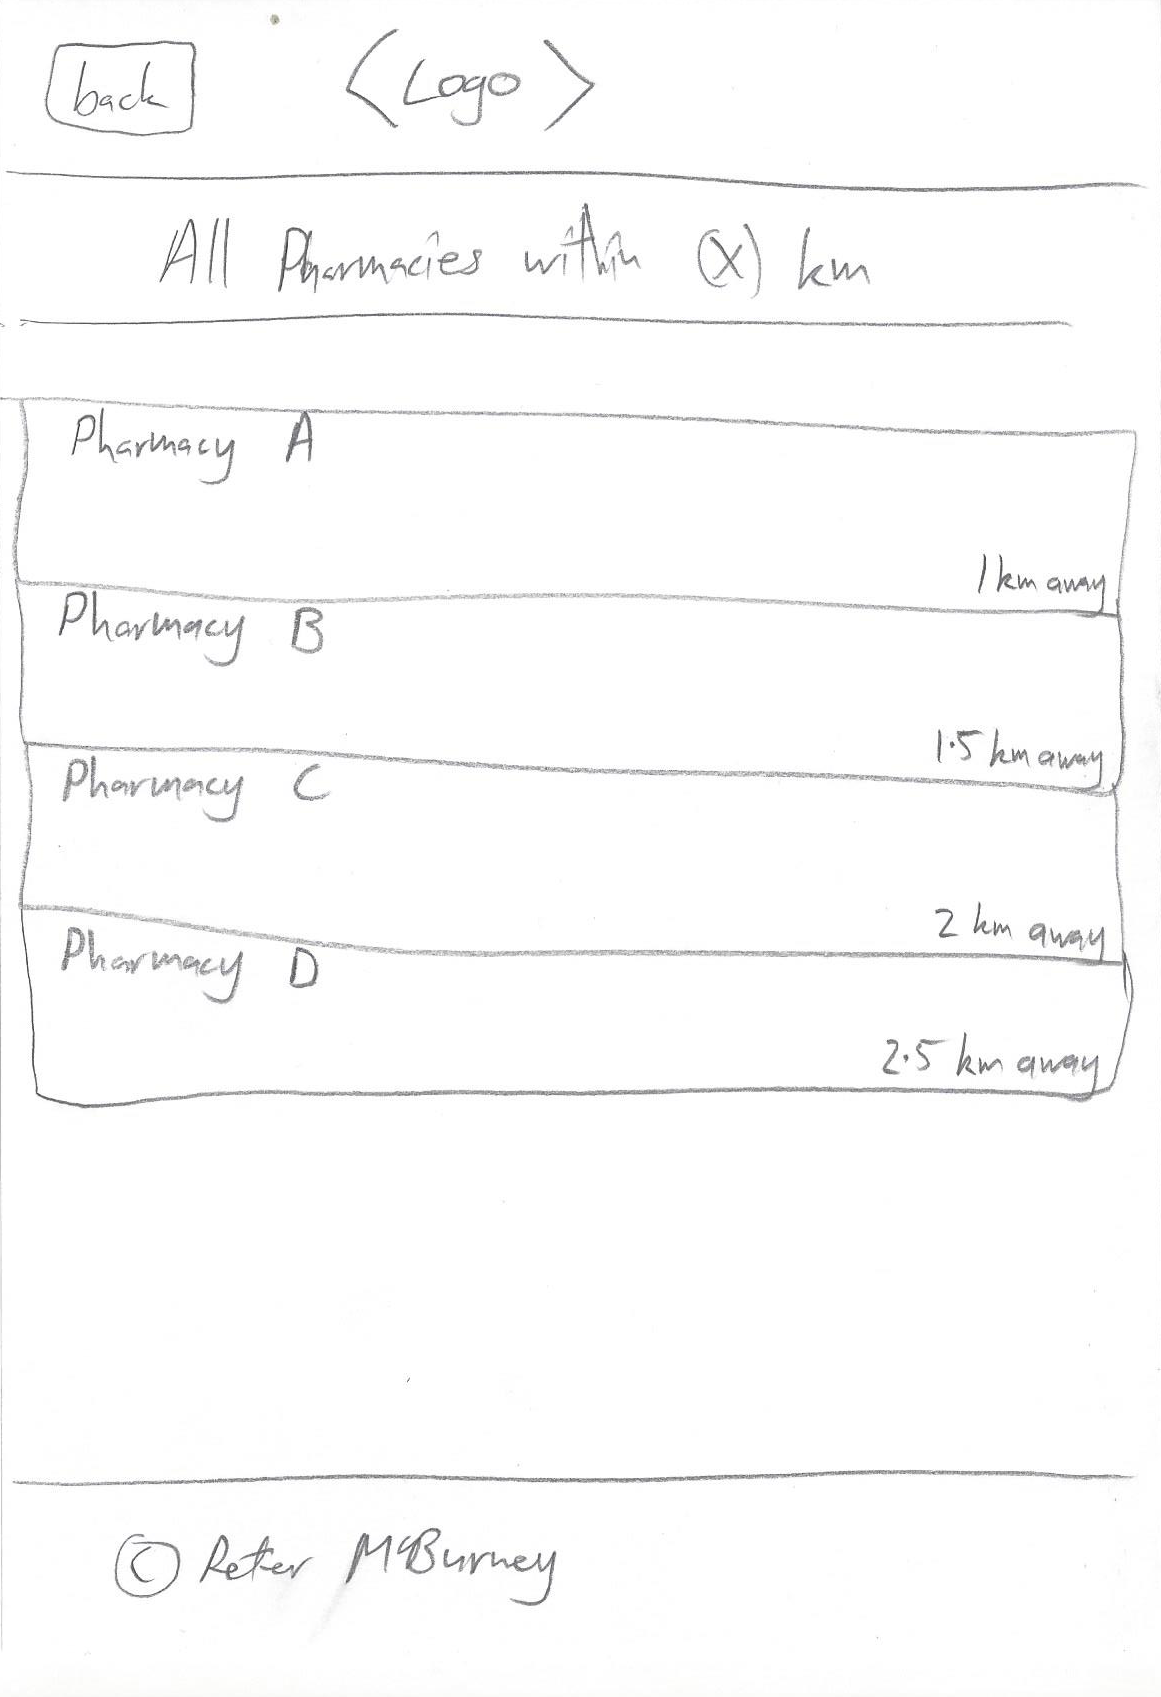 back <Logo>
All Pharmacies within (X) km
Pharmacy A
1 km away
Pharmacy B
1.5 km away
Pharmacy C
2 km away
Pharmacy D
2.5 km away
© Peter McBurney